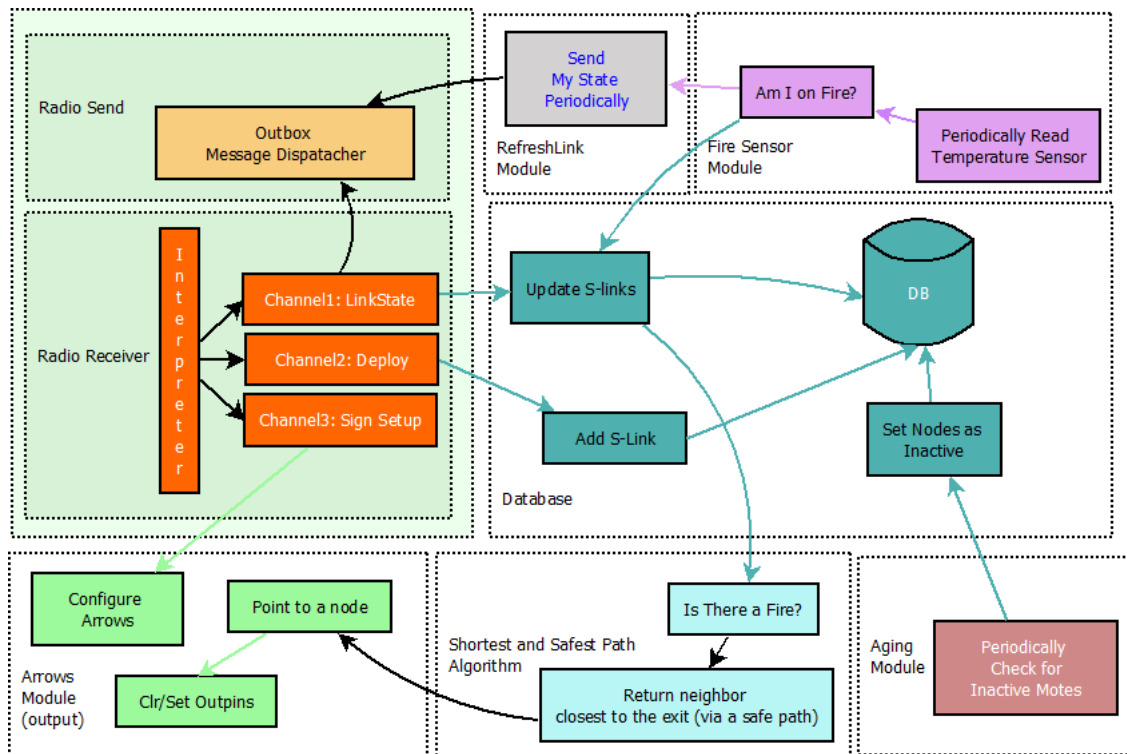 Radio Send
Outbox
Message Dispatacher
Send
My State
Periodically
RefreshLink
Module
Am I on Fire?
Periodically Read
Temperature Sensor
Fire Sensor
Module
Radio Receiver
Interpreter
Channel1: LinkState
Channel2: Deploy
Channel3: Sign Setup
Update S-links
DB
Add S-Link
Set Nodes as
Inactive
Database
Configure
Arrows
Point to a node
Clr/Set Outpins
Arrows
Module
(output)
Shortest and Safest Path
Algorithm
Is There a Fire?
Return neighbor
closest to the exit (via a safe path)
Aging
Module
Periodically
Check for
Inactive Motes